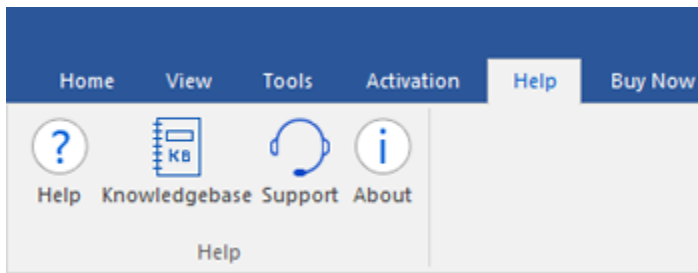 Home View Tools Activation Help Buy Now
? KB i
Help Knowledgebase Support About
Help